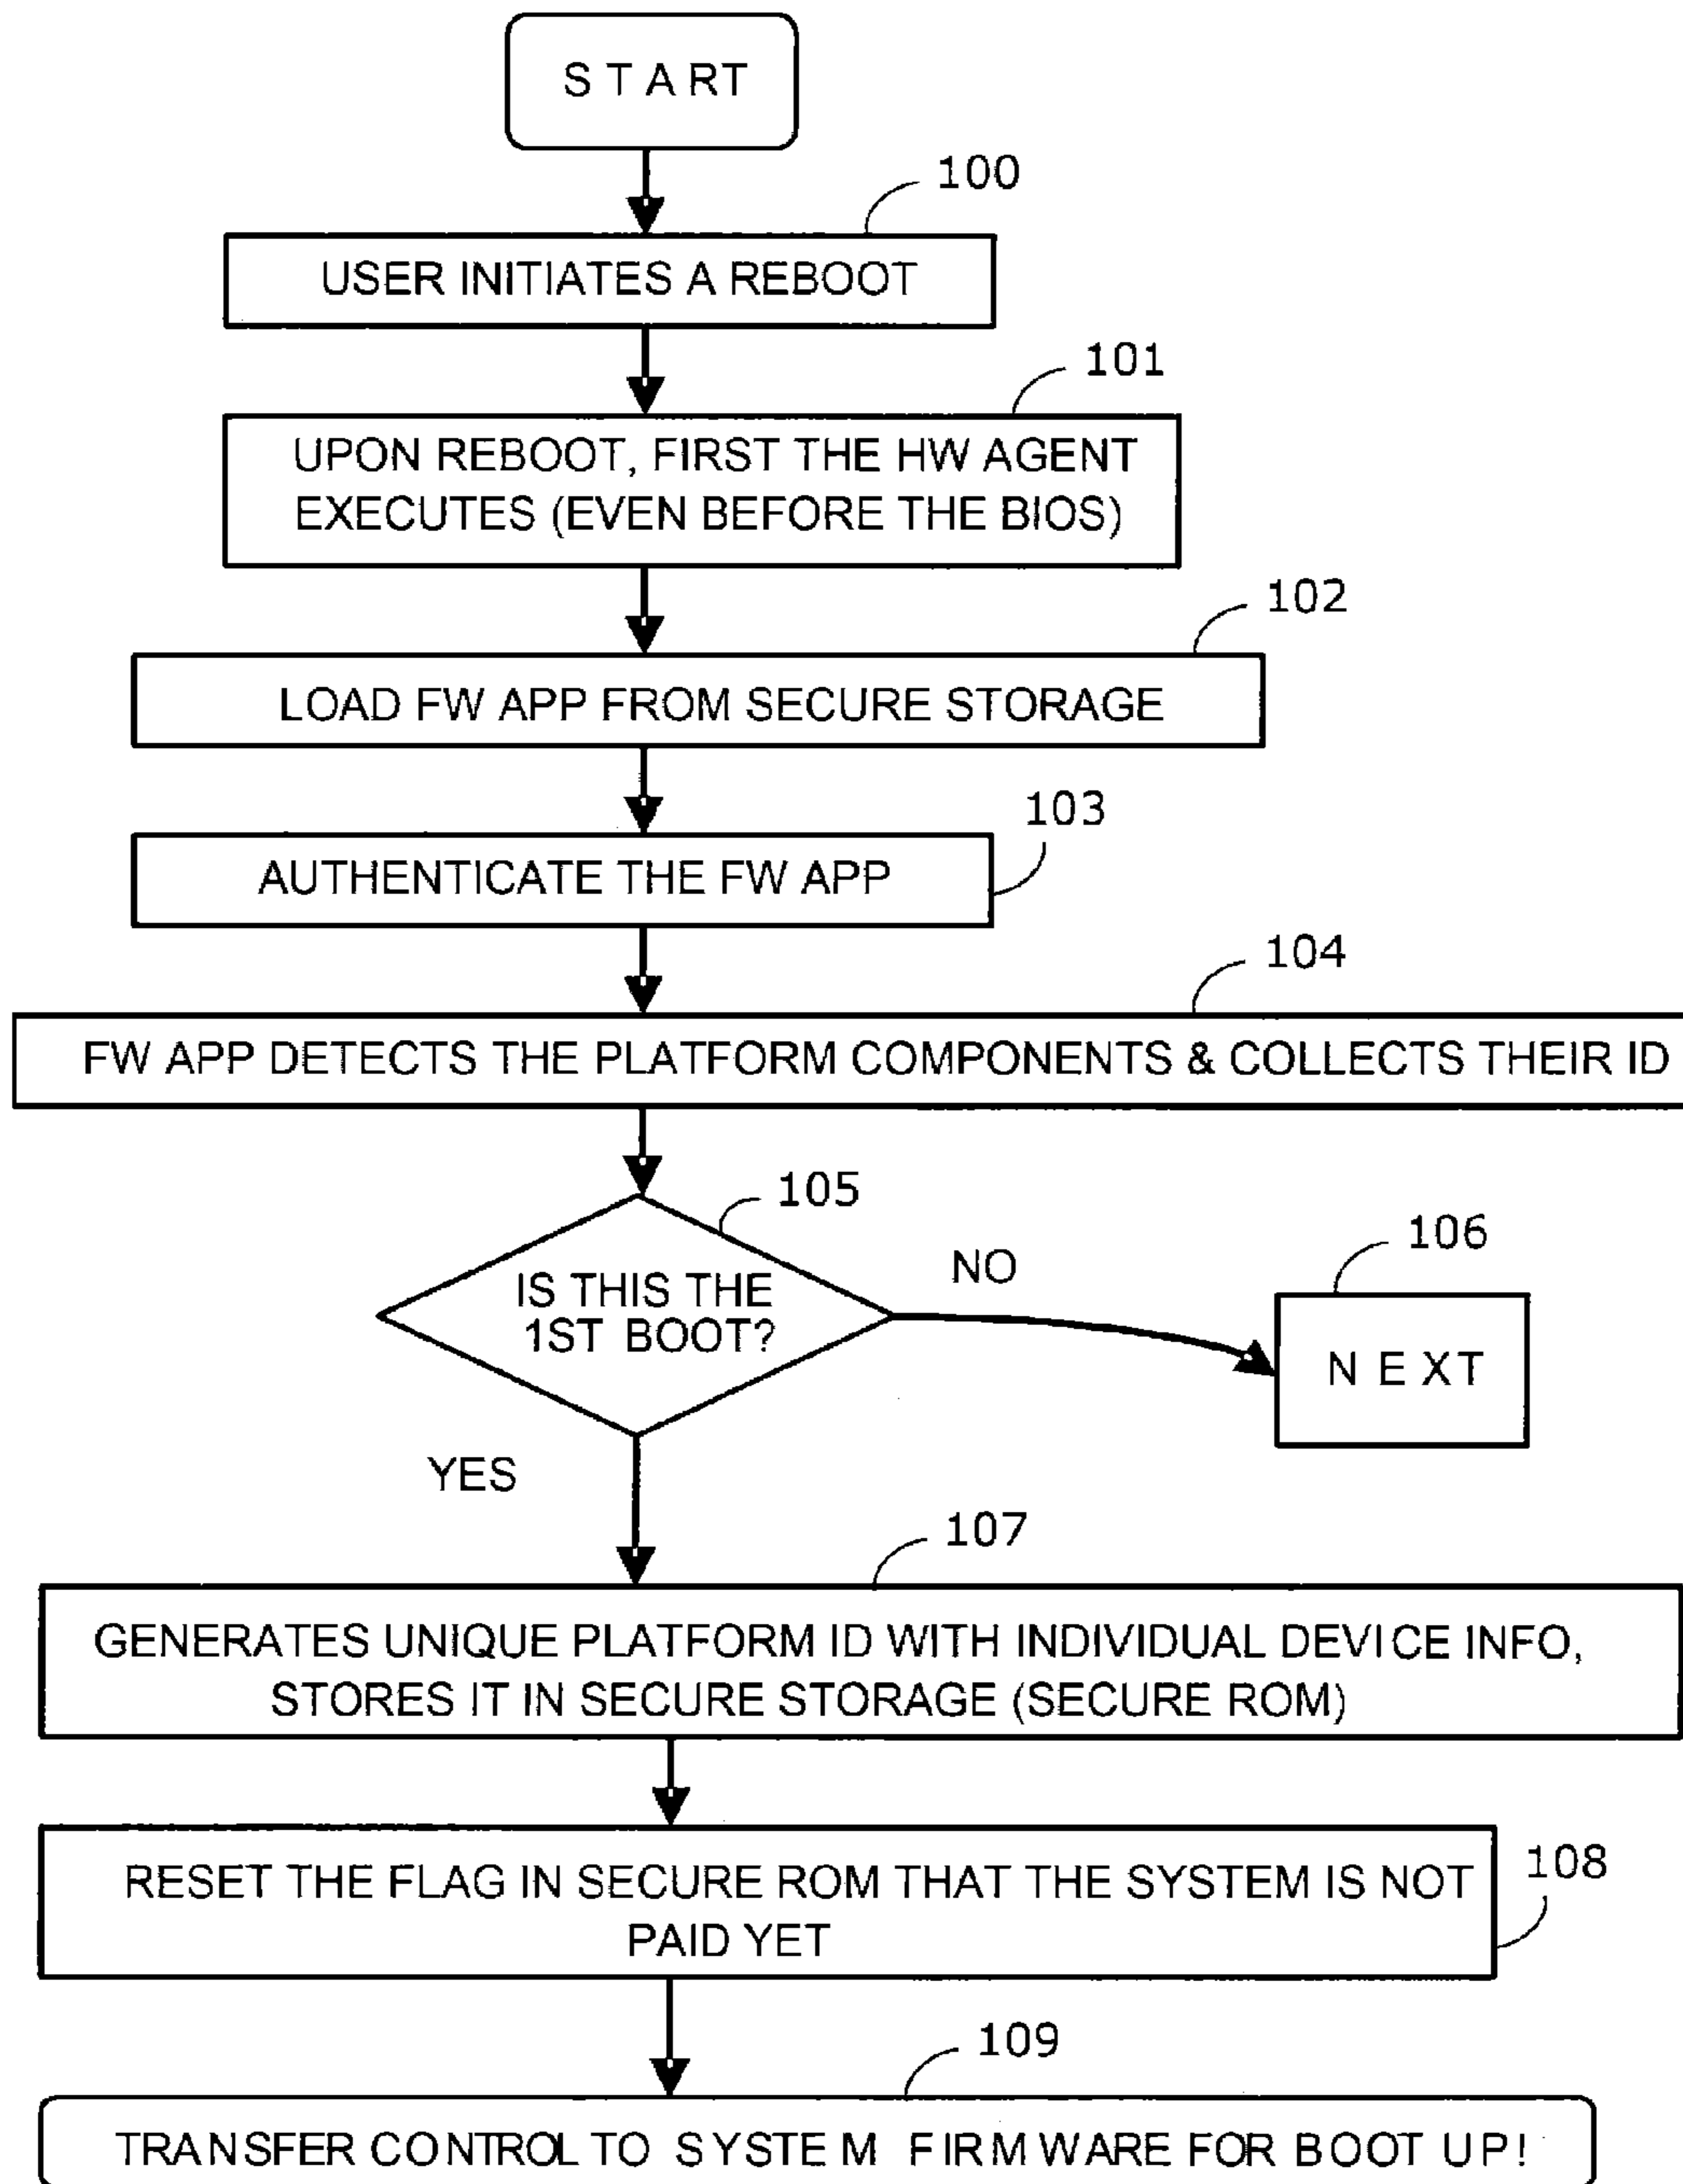 START
100
USER INITIATES A REBOOT
101
UPON REBOOT, FIRST THE HW AGENT
EXECUTES (EVEN BEFORE THE BIOS)
102
LOAD FW APP FROM SECURE STORAGE
103
AUTHENTICATE THE FW APP
104
FW APP DETECTS THE PLATFORM COMPONENTS & COLLECTS THEIR ID
105
IS THIS THE
1ST BOOT?
NO
106
NEXT
YES
107
GENERATES UNIQUE PLATFORM ID WITH INDIVIDUAL DEVICE INFO,
STORES IT IN SECURE STORAGE (SECURE ROM)
RESET THE FLAG IN SECURE ROM THAT THE SYSTEM IS NOT
PAID YET
108
109
TRANSFER CONTROL TO SYSTEM FIRMWARE FOR BOOT UP!